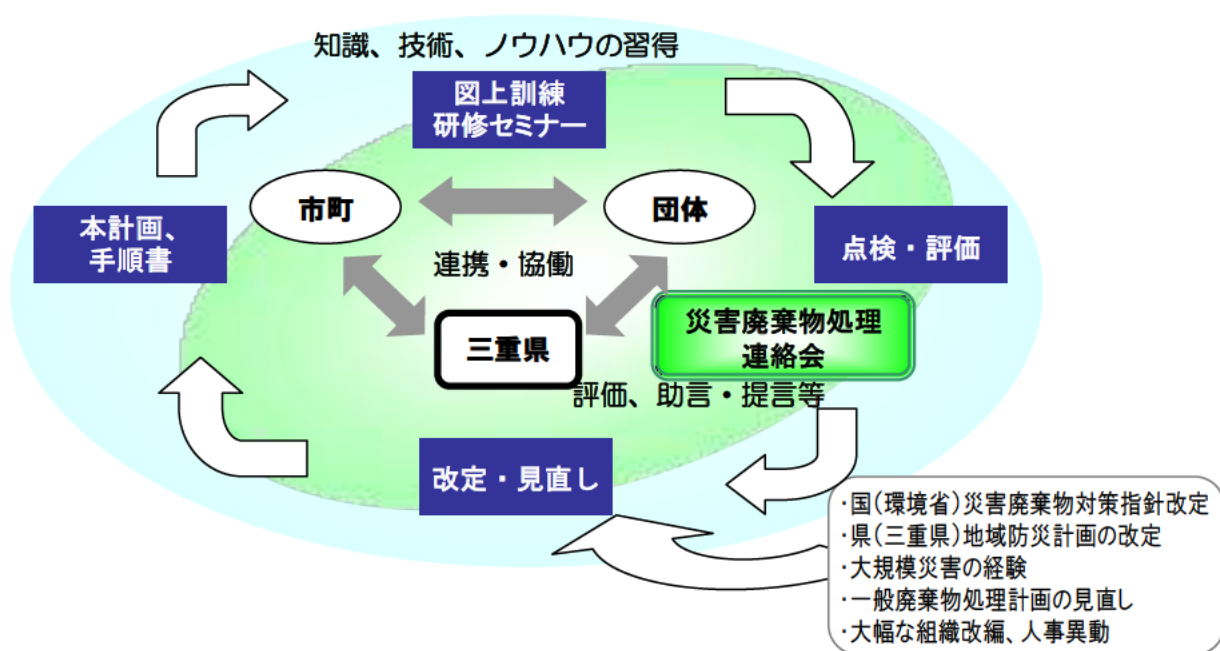 知識、技術、ノウハウの習得
図上訓練
研修セミナー
市町
団体
本計画、
手順書
点検・評価
連携・協働
三重県
災害廃棄物処理
連絡会
評価、助言・提言等
改定・見直し
・国(環境省)災害廃棄物対策指針改定
・県(三重県)地域防災計画の改定
・大規模災害の経験
・一般廃棄物処理計画の見直し
・大幅な組織改編、人事異動